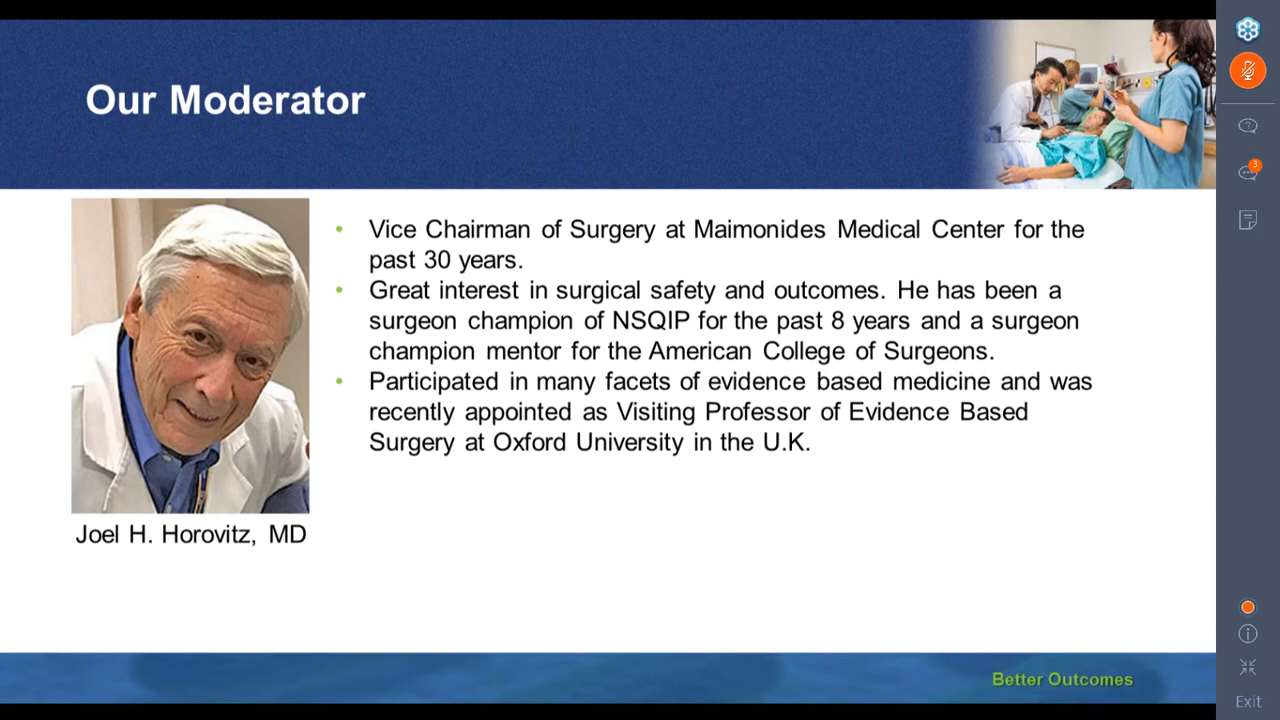 Our Moderator
• Vice Chairman of Surgery at Maimonides Medical Center for the
past 30 years.
• Great interest in surgical safety and outcomes. He has been a
surgeon champion of NSQIP for the past 8 years and a surgeon
champion mentor for the American College of Surgeons.
• Participated in many facets of evidence based medicine and was
recently appointed as Visiting Professor of Evidence Based
Surgery at Oxford University in the U.K.
Joel H. Horovitz, MD
Better Outcomes
3
Exit